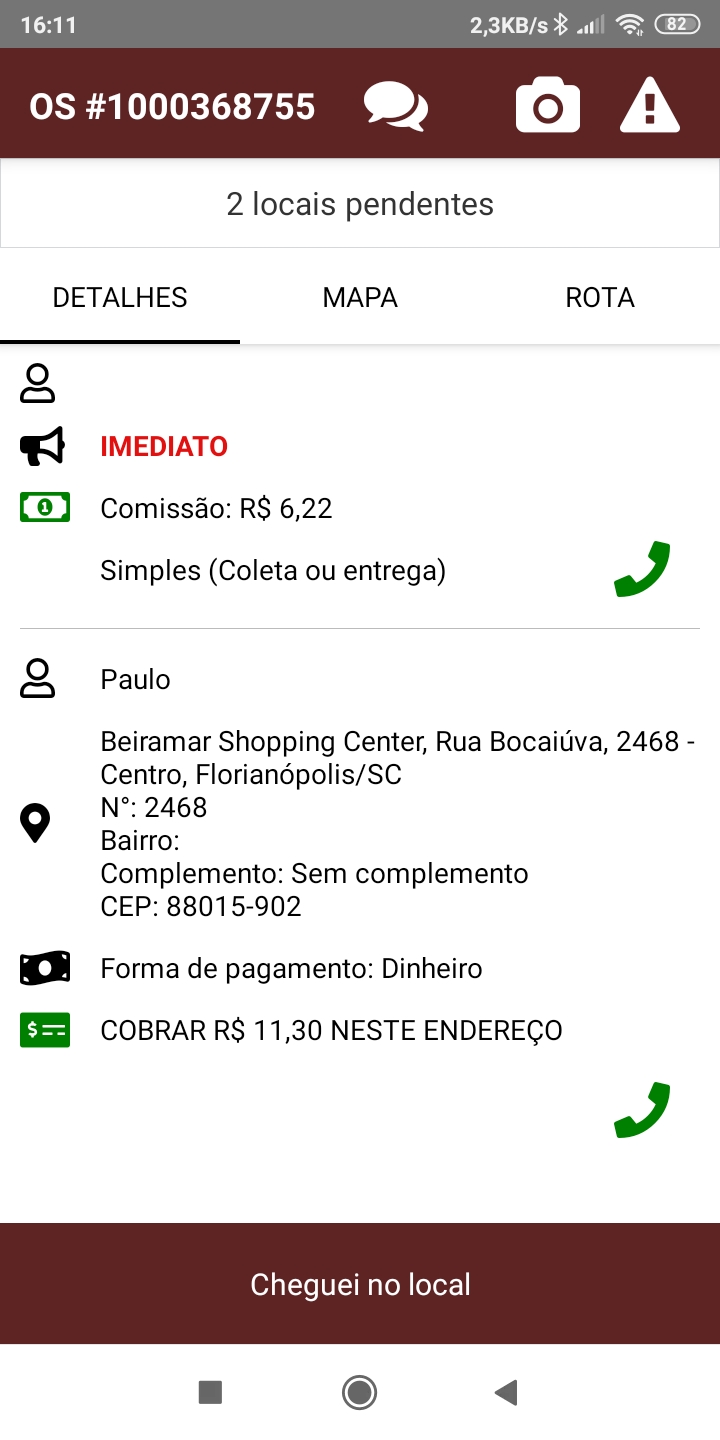 16:11
2,3KB/s
82
OS #1000368755
2 locais pendentes
DETALHES
MAPA
ROTA
IMEDIATO
1
Comissão: R$ 6,22
Simples (Coleta ou entrega)
Paulo
Beiramar Shopping Center, Rua Bocaiúva, 2468 -
Centro, Florianópolis/SC
N°: 2468
Bairro:
Complemento: Sem complemento
CEP: 88015-902
Forma de pagamento: Dinheiro
$
COBRAR R$ 11,30 NESTE ENDEREÇO
Cheguei no local